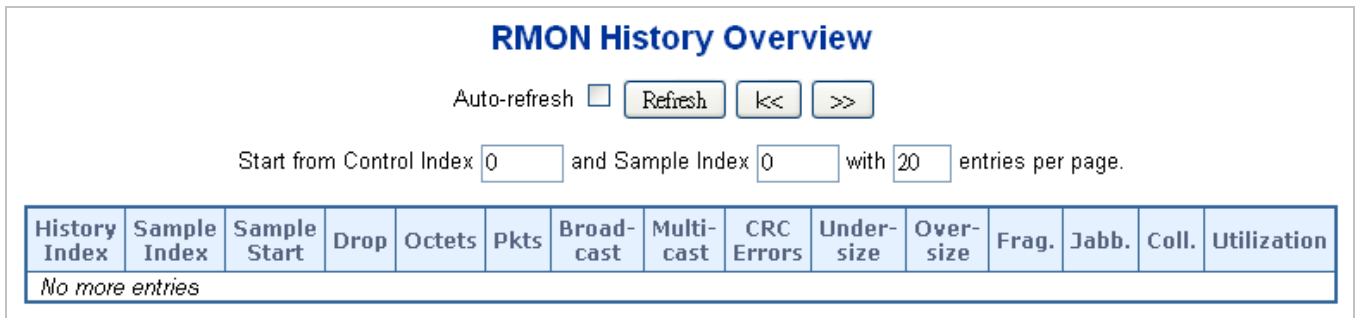 RMON History Overview
Auto-refresh Refresh |<< >>
Start from Control Index 0 and Sample Index 0 with 20 entries per page.
History Index Sample Index Sample Start Drop Octets Pkts Broad-cast Multi-cast CRC Errors Under-size Over-size Frag. Jabb. Coll. Utilization
No more entries